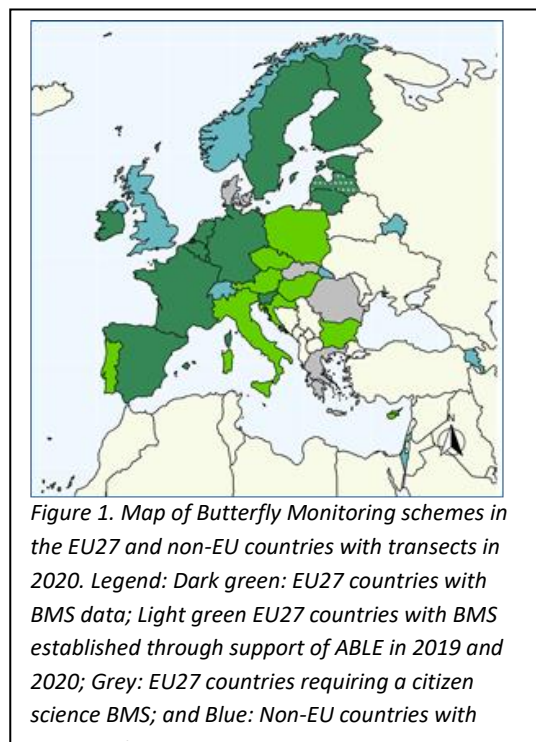 N
Figure 1. Map of Butterfly Monitoring schemes in
the EU27 and non-EU countries with transects in
2020. Legend: Dark green: EU27 countries with
BMS data; Light green EU27 countries with BMS
established through support of ABLE in 2019 and
2020; Grey: EU27 countries requiring a citizen
science BMS; and Blue: Non-EU countries with